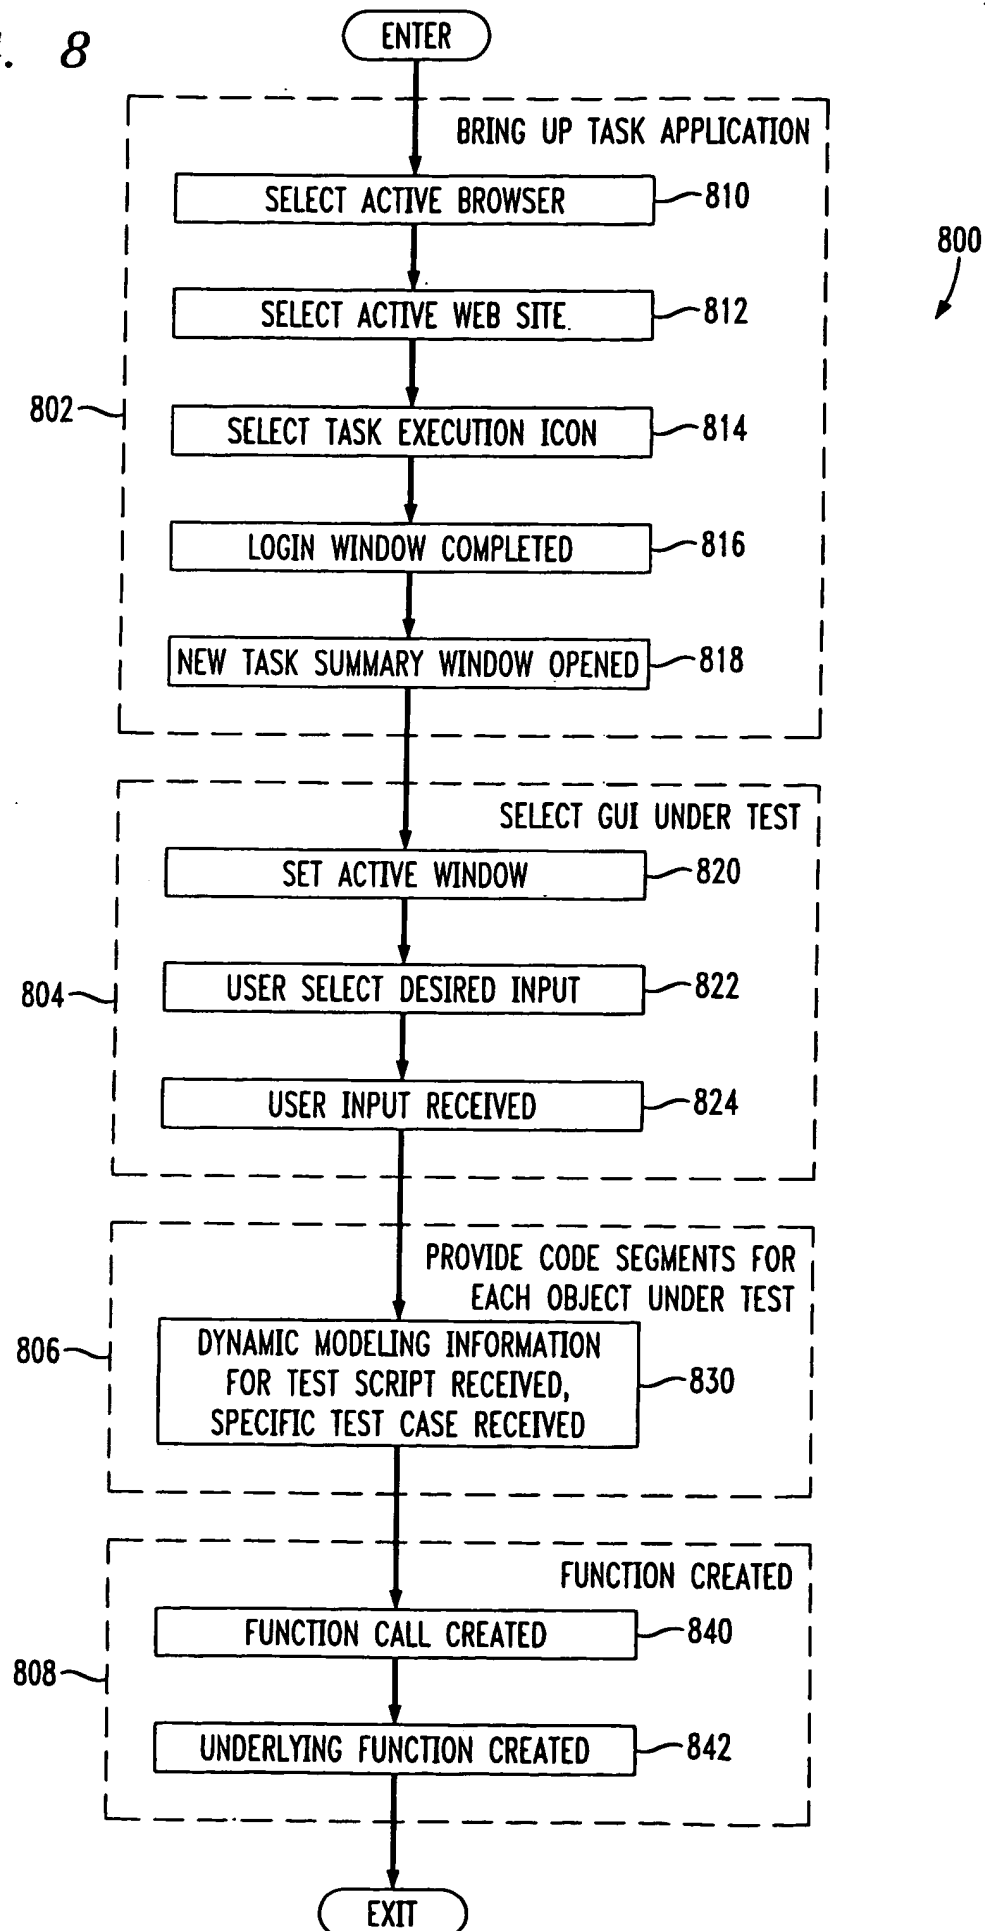 8
ENTER
BRING UP TASK APPLICATION
SELECT ACTIVE BROWSER
810
800
SELECT ACTIVE WEB SITE
812
802
SELECT TASK EXECUTION ICON
814
LOGIN WINDOW COMPLETED
816
NEW TASK SUMMARY WINDOW OPENED
818
SELECT GUI UNDER TEST
SET ACTIVE WINDOW
820
804
USER SELECT DESIRED INPUT
822
USER INPUT RECEIVED
824
PROVIDE CODE SEGMENTS FOR
EACH OBJECT UNDER TEST
806
DYNAMIC MODELING INFORMATION
FOR TEST SCRIPT RECEIVED,
SPECIFIC TEST CASE RECEIVED
830
FUNCTION CREATED
FUNCTION CALL CREATED
840
808
UNDERLYING FUNCTION CREATED
842
EXIT